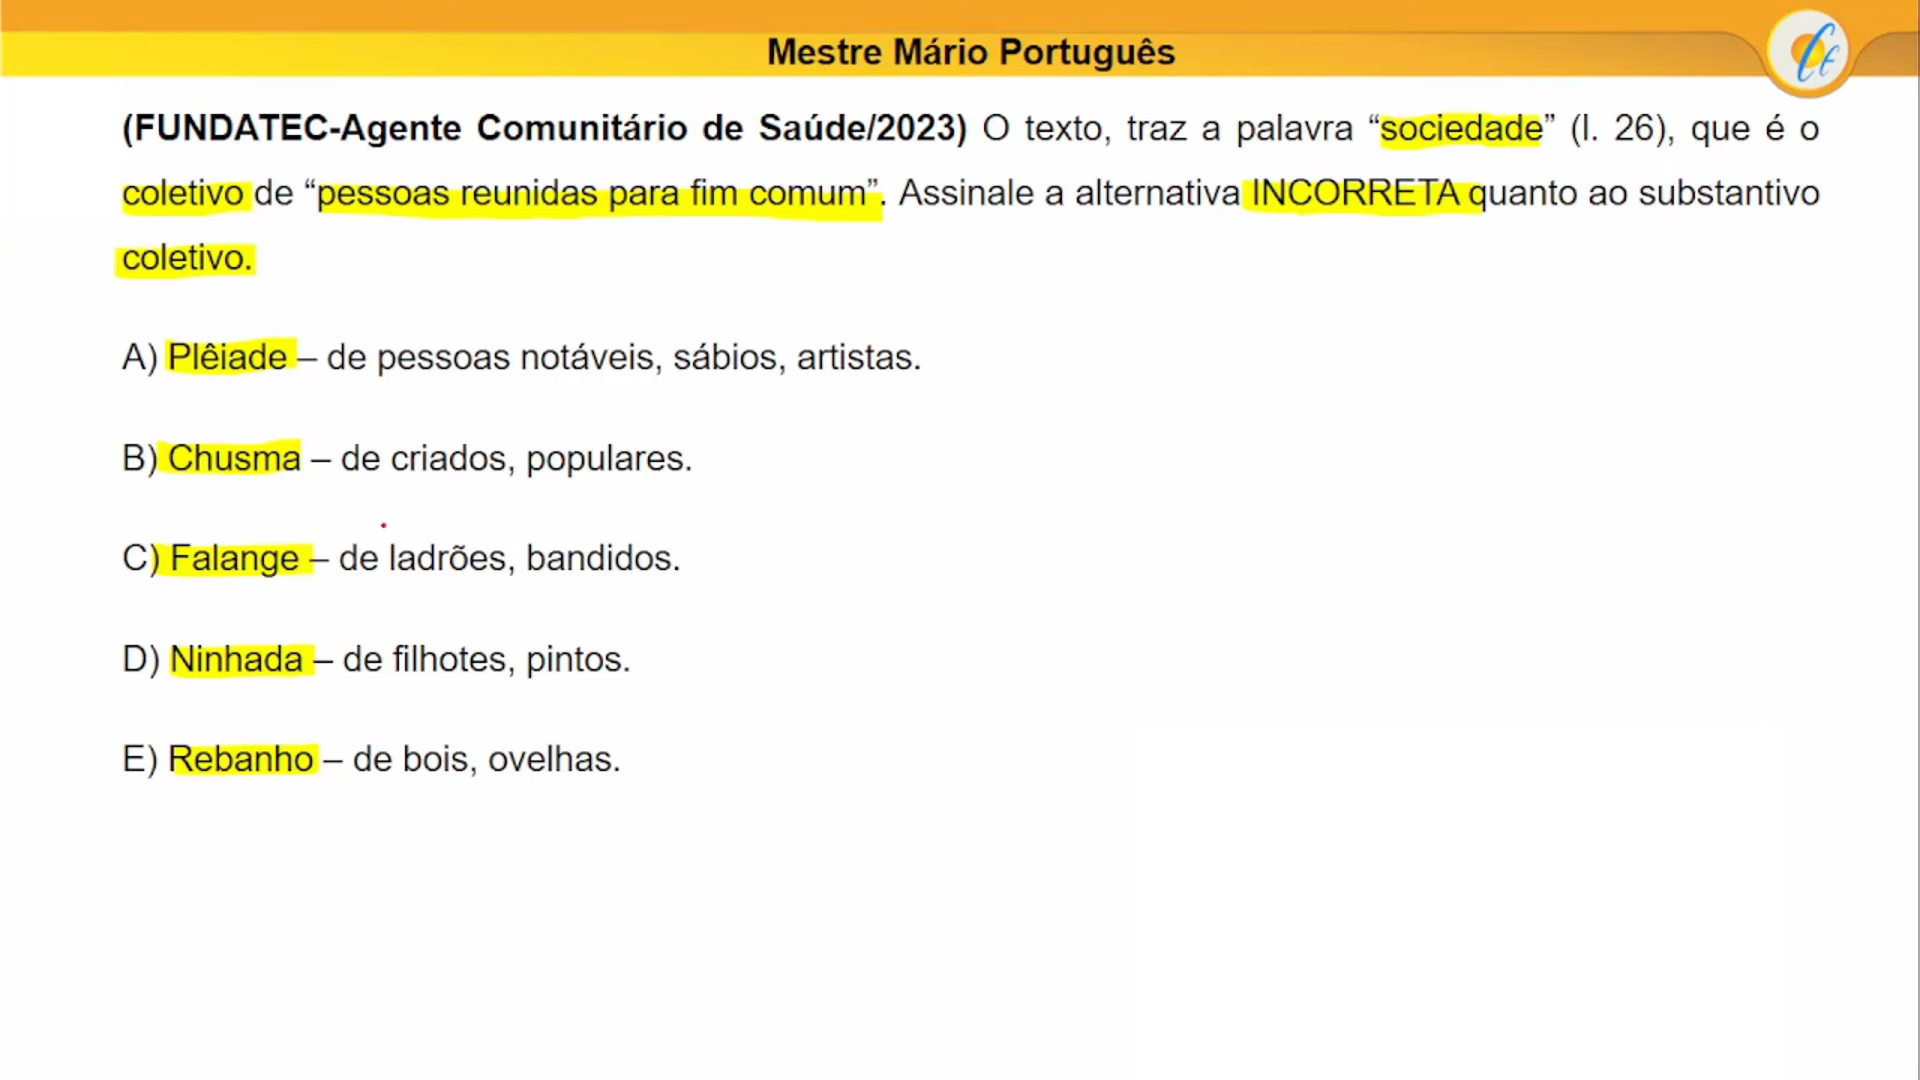 Mestre Mário Português
(FUNDATEC-Agente Comunitário de Saúde/2023) O texto, traz a palavra “sociedade” (l. 26), que é o
coletivo de “pessoas reunidas para fim comum”. Assinale a alternativa INCORRETA quanto ao substantivo
coletivo.
A) Plêiade – de pessoas notáveis, sábios, artistas.
B) Chusma – de criados, populares.
C) Falange – de ladrões, bandidos.
D) Ninhada – de filhotes, pintos.
E) Rebanho – de bois, ovelhas.